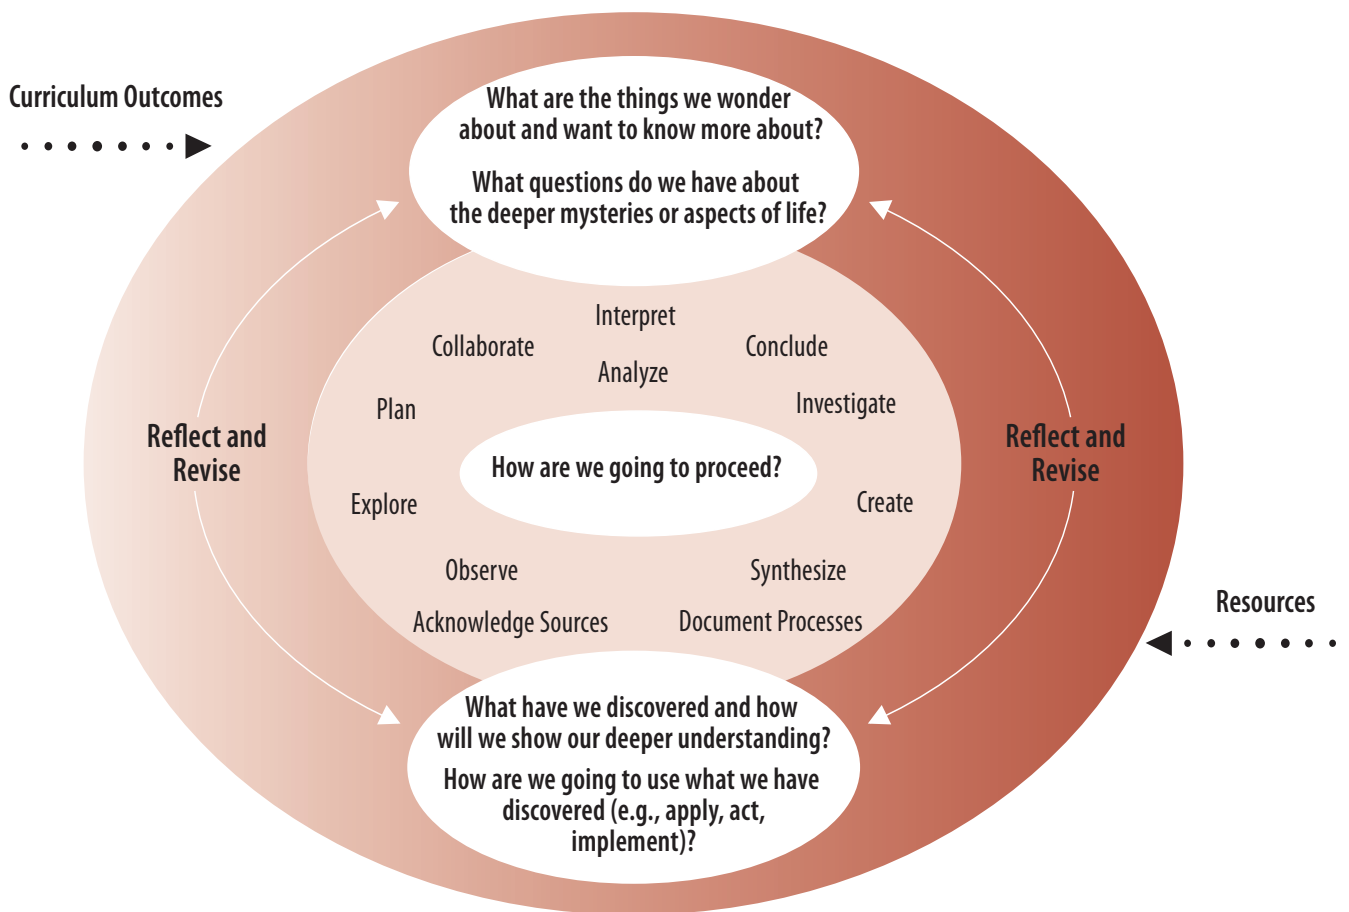 Curriculum Outcomes
What are the things we wonder
about and want to know more about?
What questions do we have about
the deeper mysteries or aspects of life?
Interpret
Collaborate
Conclude
Analyze
Plan
Investigate
Reflect and
Revise
How are we going to proceed?
Reflect and
Revise
Explore
Create
Observe
Synthesize
Acknowledge Sources
Document Processes
Resources
What have we discovered and how
will we show our deeper understanding?
How are we going to use what we have
discovered (e.g., apply, act,
implement)?